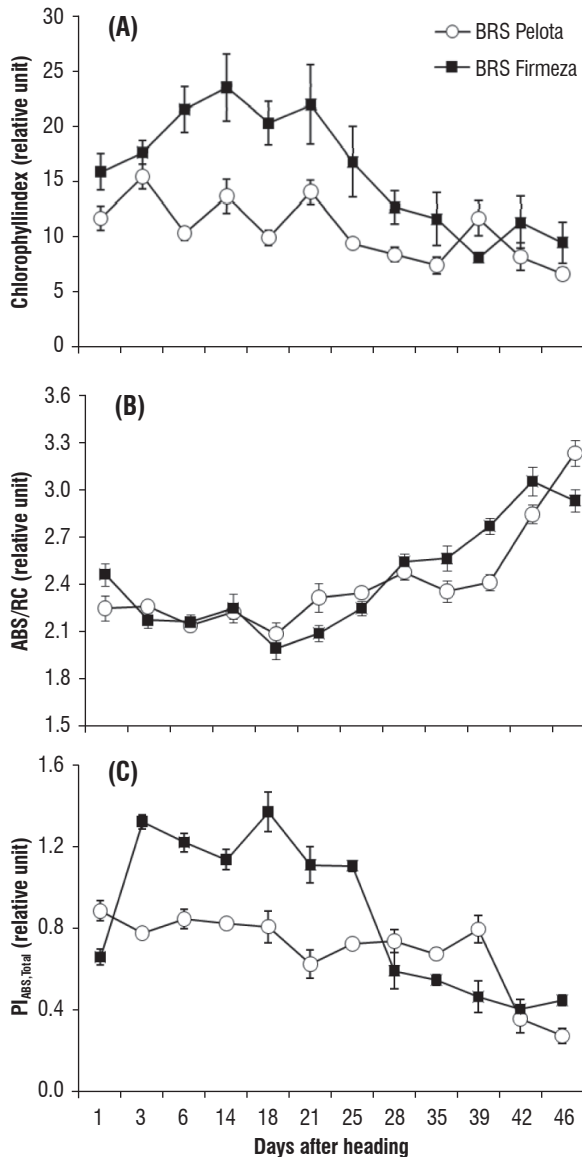 (A)
BRS Pelota
BRS Firmeza
Chlorophyllindex (relative unit)
30
25
20
15
10
5
0
(B)
ABS/RC (relative unit)
3.6
3.3
3.0
2.7
2.4
2.1
1.8
1.5
(C)
PIABS,Total (relative unit)
1.6
1.2
0.8
0.4
0.0
1 3 6 14 18 21 25 28 35 39 42 46
Days after heading